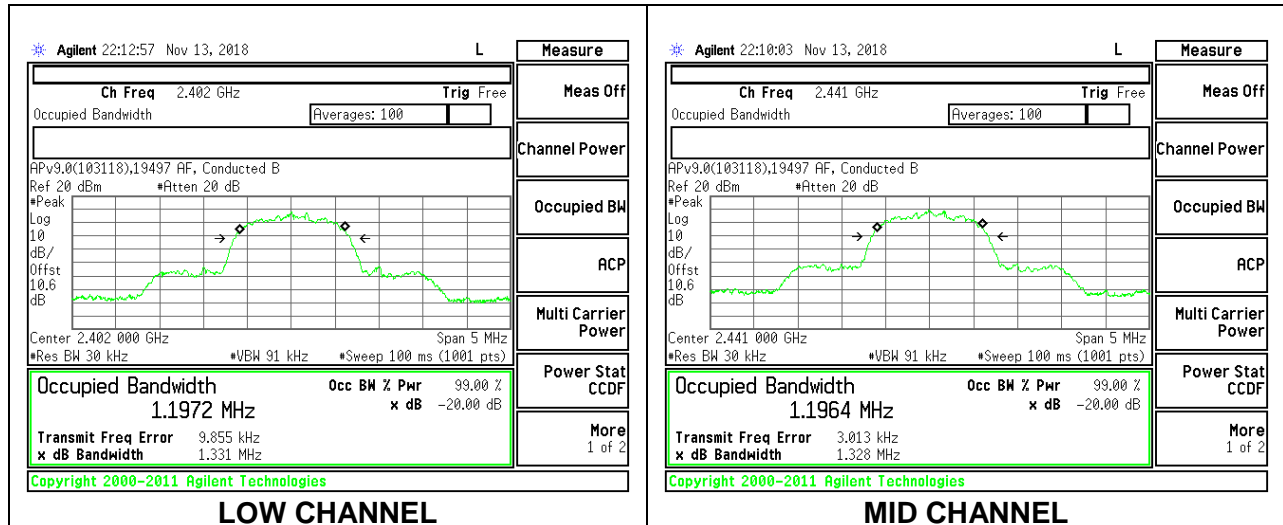 Agilent 22:12:57 Nov 13, 2018 L Measure
Ch Freq 2.402 GHz Trig Free
Occupied Bandwidth Averages: 100
Meas Off
Channel Power
APv9.0(103118),19497 AF, Conducted B
Ref 20 dBm #Atten 20 dB
#Peak
Log
10
dB/
Offst
10.6
dB
Occupied BW
ACP
Multi Carrier
Power
Center 2.402 000 GHz Span 5 MHz
#Res BW 30 kHz #VBW 91 kHz #Sweep 100 ms (1001 pts)
Occupied Bandwidth Occ BW % Pwr 99.00 %
1.1972 MHz x dB -20.00 dB
Transmit Freq Error 9.855 kHz
x dB Bandwidth 1.331 MHz
Power Stat
CCDF
More
1 of 2
Copyright 2000-2011 Agilent Technologies
LOW CHANNEL
Agilent 22:10:03 Nov 13, 2018 L Measure
Ch Freq 2.441 GHz Trig Free
Occupied Bandwidth Averages: 100
Meas Off
Channel Power
APv9.0(103118),19497 AF, Conducted B
Ref 20 dBm #Atten 20 dB
#Peak
Log
10
dB/
Offst
10.6
dB
Occupied BW
ACP
Multi Carrier
Power
Center 2.441 000 GHz Span 5 MHz
#Res BW 30 kHz #VBW 91 kHz #Sweep 100 ms (1001 pts)
Occupied Bandwidth Occ BW % Pwr 99.00 %
1.1964 MHz x dB -20.00 dB
Transmit Freq Error 3.013 kHz
x dB Bandwidth 1.328 MHz
Power Stat
CCDF
More
1 of 2
Copyright 2000-2011 Agilent Technologies
MID CHANNEL